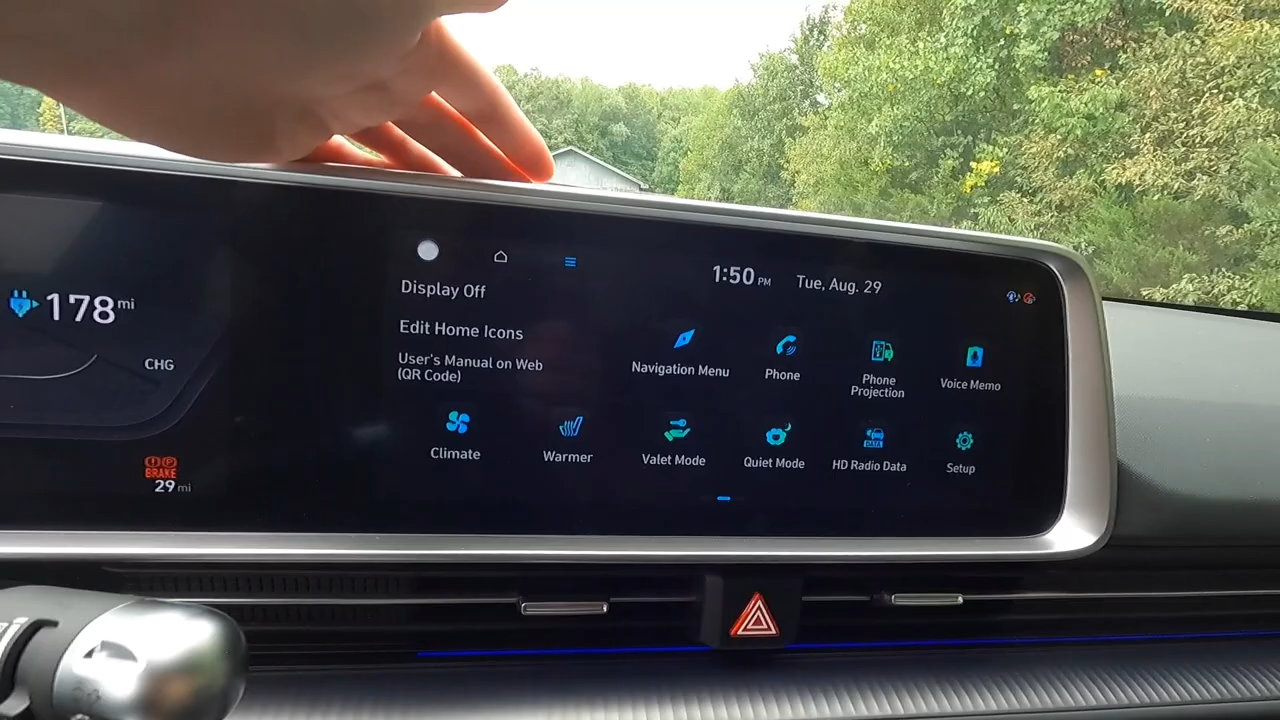 178 mi
CHG
BRAKE
29 mi
1:50 PM Tue, Aug. 29
Display Off
Edit Home Icons
User's Manual on Web
(QR Code)
Navigation Menu
Phone
Phone
Projection
Voice Memo
Climate
Warmer
Valet Mode
Quiet Mode
DATA
HD Radio Data
Setup